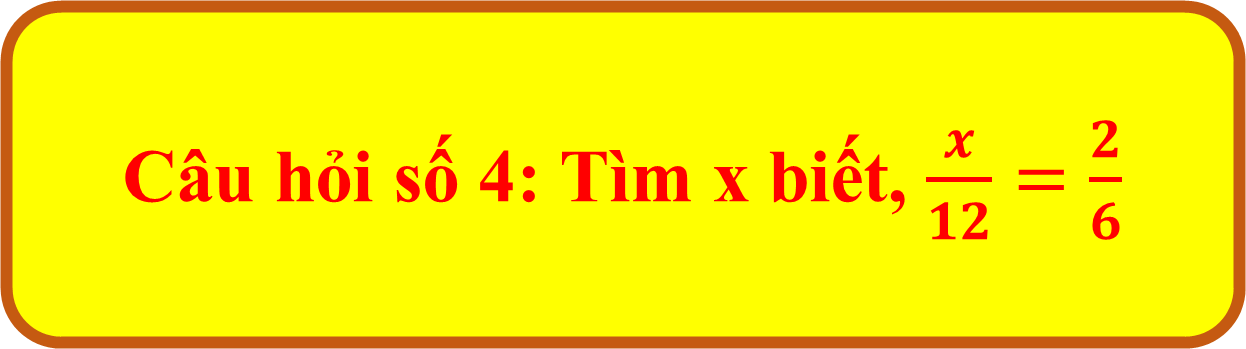 Câu hỏi số 4: Tìm x biết, x/12 = 2/6